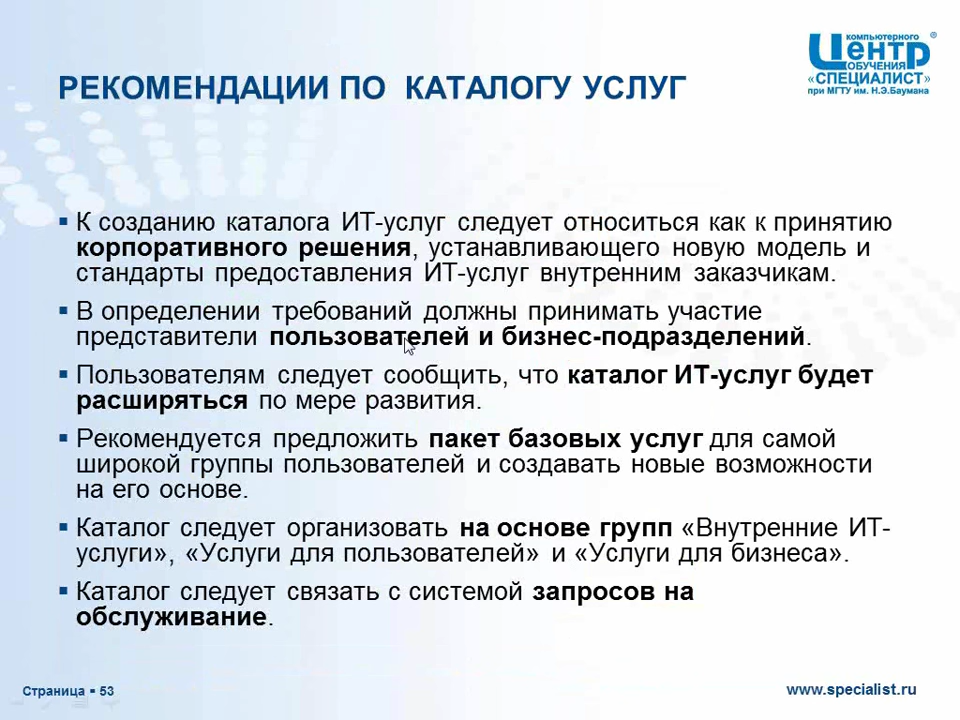 компьютерного
Центр®
ОБУЧЕНИЯ
«СПЕЦИАЛИСТ»
при МГТУ им. Н.Э.Баумана
РЕКОМЕНДАЦИИ ПО КАТАЛОГУ УСЛУГ
▪ К созданию каталога ИТ-услуг следует относиться как к принятию
корпоративного решения, устанавливающего новую модель и
стандарты предоставления ИТ-услуг внутренним заказчикам.
▪ В определении требований должны принимать участие
представители пользователей и бизнес-подразделений.
▪ Пользователям следует сообщить, что каталог ИТ-услуг будет
расширяться по мере развития.
▪ Рекомендуется предложить пакет базовых услуг для самой
широкой группы пользователей и создавать новые возможности
на его основе.
▪ Каталог следует организовать на основе групп «Внутренние ИТ-
услуги», «Услуги для пользователей» и «Услуги для бизнеса».
▪ Каталог следует связать с системой запросов на
обслуживание.
Страница ▪ 53
www.specialist.ru